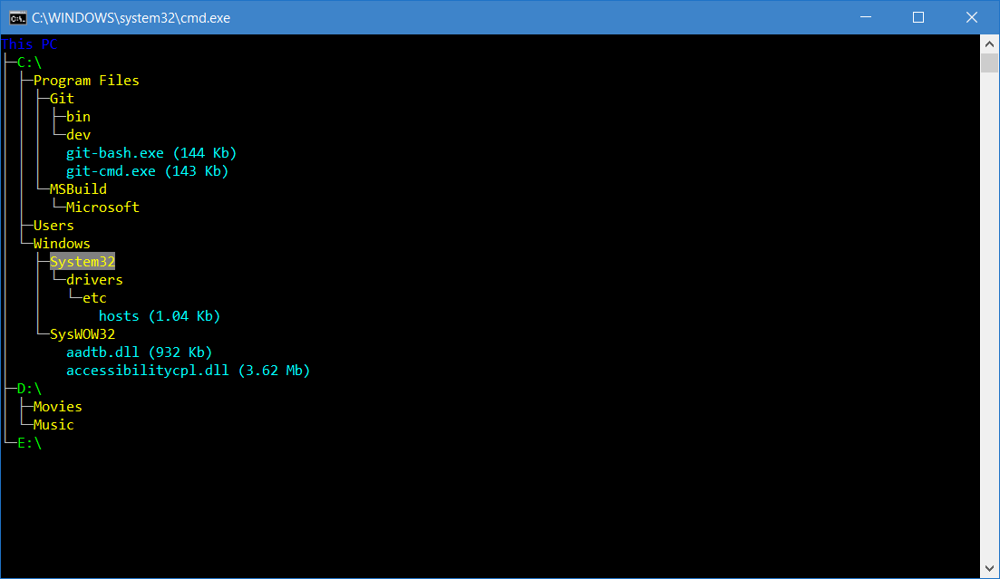 C:\WINDOWS\system32\cmd.exe
This PC
├─C:\
│ ├─Program Files
│ │ ├─Git
│ │ │ ├─bin
│ │ │ └─dev
│ │ │   git-bash.exe (144 Kb)
│ │ │   git-cmd.exe (143 Kb)
│ │ └─MSBuild
│ │   └─Microsoft
│ ├─Users
│ └─Windows
│   ├─System32
│   │ └─drivers
│   │   └─etc
│   │       hosts (1.04 Kb)
│   └─SysWOW32
│       aadtb.dll (932 Kb)
│       accessibilitycpl.dll (3.62 Mb)
├─D:\
│ ├─Movies
│ └─Music
└─E:\